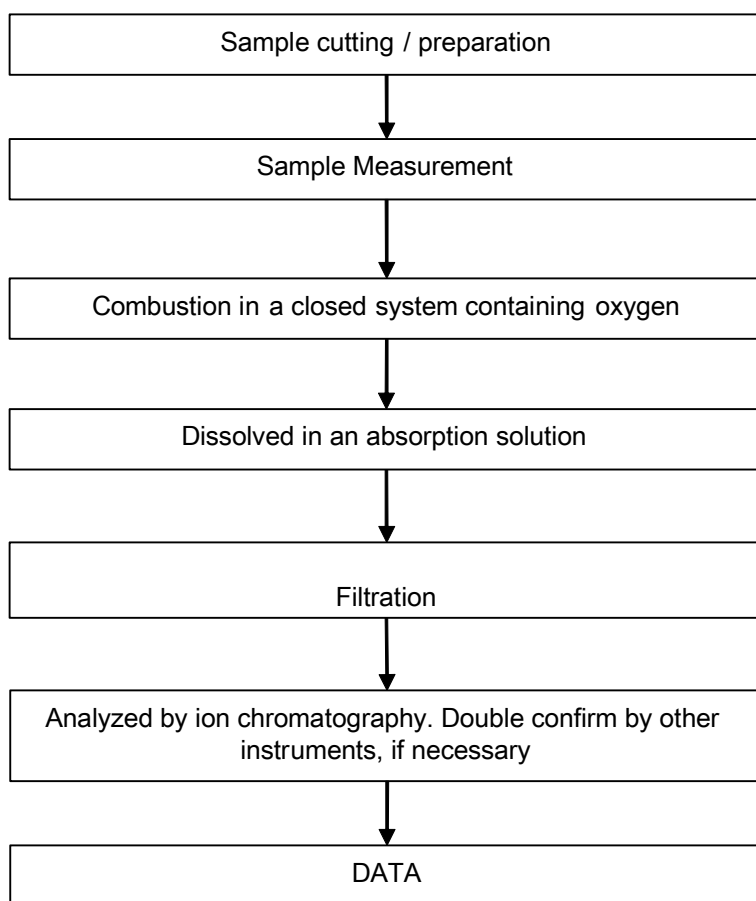 Sample cutting / preparation
Sample Measurement
Combustion in a closed system containing oxygen
Dissolved in an absorption solution
Filtration
Analyzed by ion chromatography. Double confirm by other
instruments, if necessary
DATA